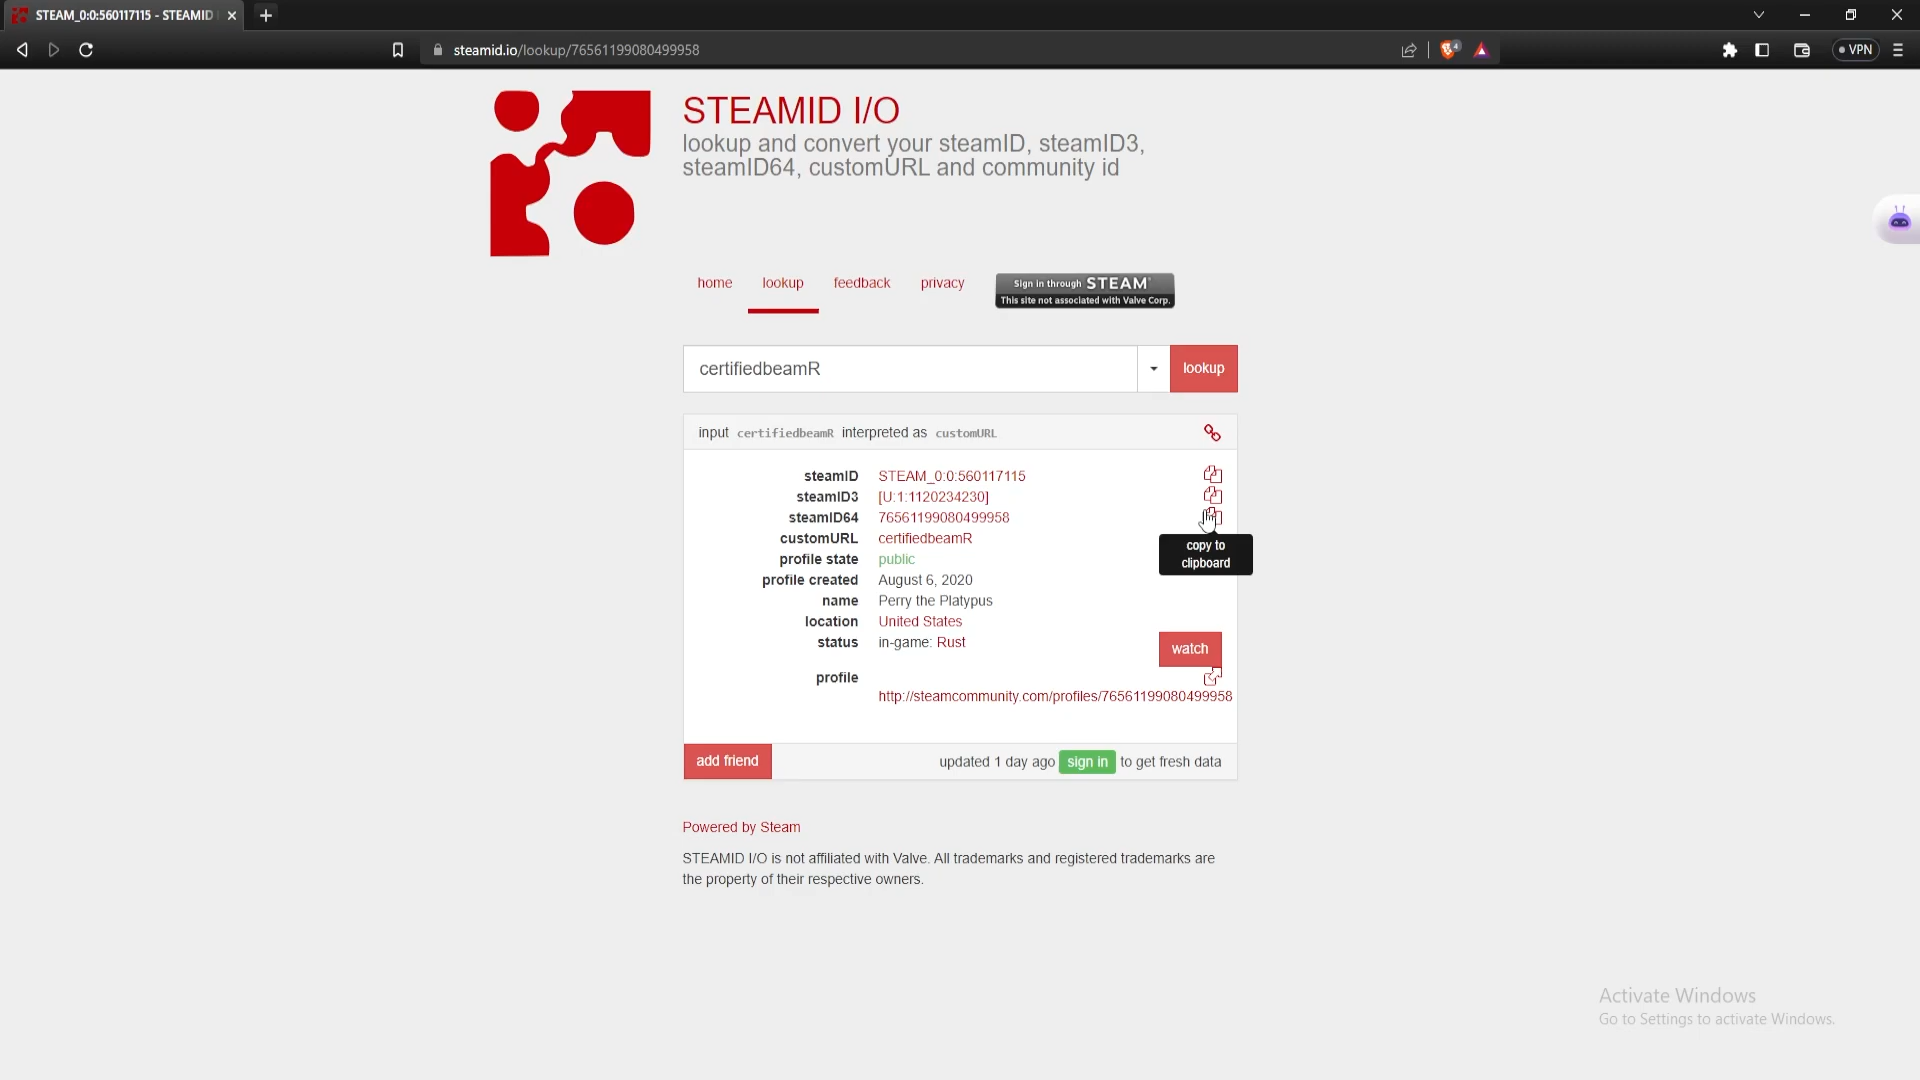 STEAM_0:0:560117115 - STEAMID
steamid.io/lookup/76561199080499958
4
VPN
STEAMID I/O
lookup and convert your steamID, steamID3,
steamID64, customURL and community id
home lookup feedback privacy
Sign in through STEAM
This site not associated with Valve Corp.
certifiedbeamR
lookup
input certifiedbeamR interpreted as customURL
steamID STEAM_0:0:560117115
steamID3 [U:1:1120234230]
steamID64 76561199080499958
customURL certifiedbeamR
copy to
clipboard
profile state public
profile created August 6, 2020
name Perry the Platypus
location United States
status in-game: Rust
watch
profile
http://steamcommunity.com/profiles/76561199080499958
add friend
updated 1 day ago sign in to get fresh data
Powered by Steam
STEAMID I/O is not affiliated with Valve. All trademarks and registered trademarks are
the property of their respective owners.
Activate Windows
Go to Settings to activate Windows.